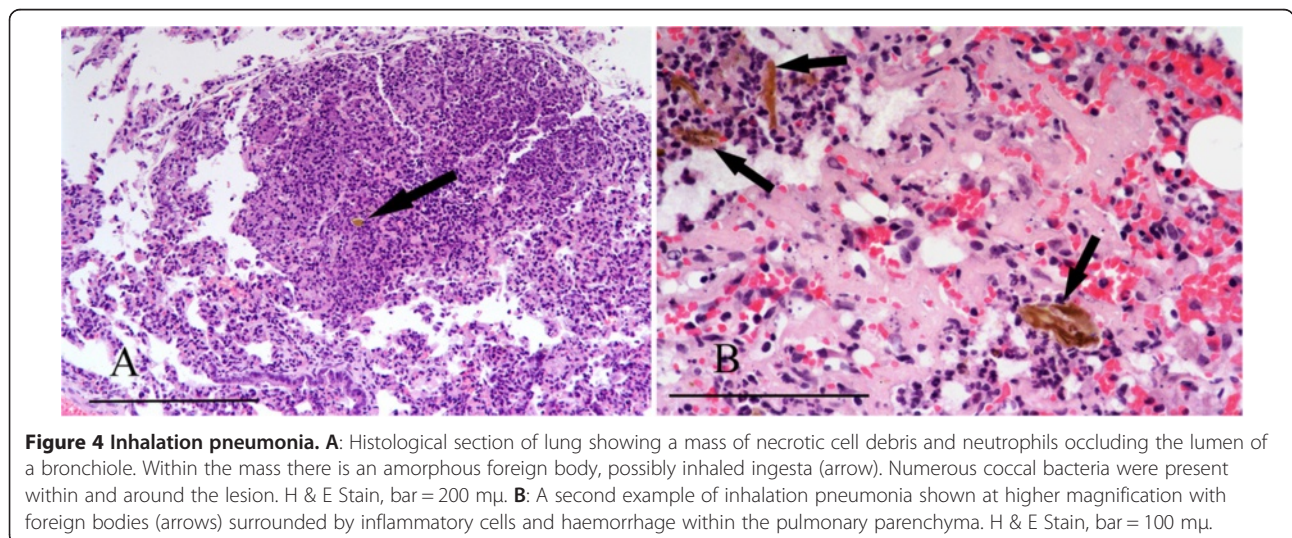 A
B
Figure 4 Inhalation pneumonia. A: Histological section of lung showing a mass of necrotic cell debris and neutrophils occluding the lumen of
a bronchiole. Within the mass there is an amorphous foreign body, possibly inhaled ingesta (arrow). Numerous coccal bacteria were present
within and around the lesion. H & E Stain, bar = 200 mμ. B: A second example of inhalation pneumonia shown at higher magnification with
foreign bodies (arrows) surrounded by inflammatory cells and haemorrhage within the pulmonary parenchyma. H & E Stain, bar = 100 mμ.